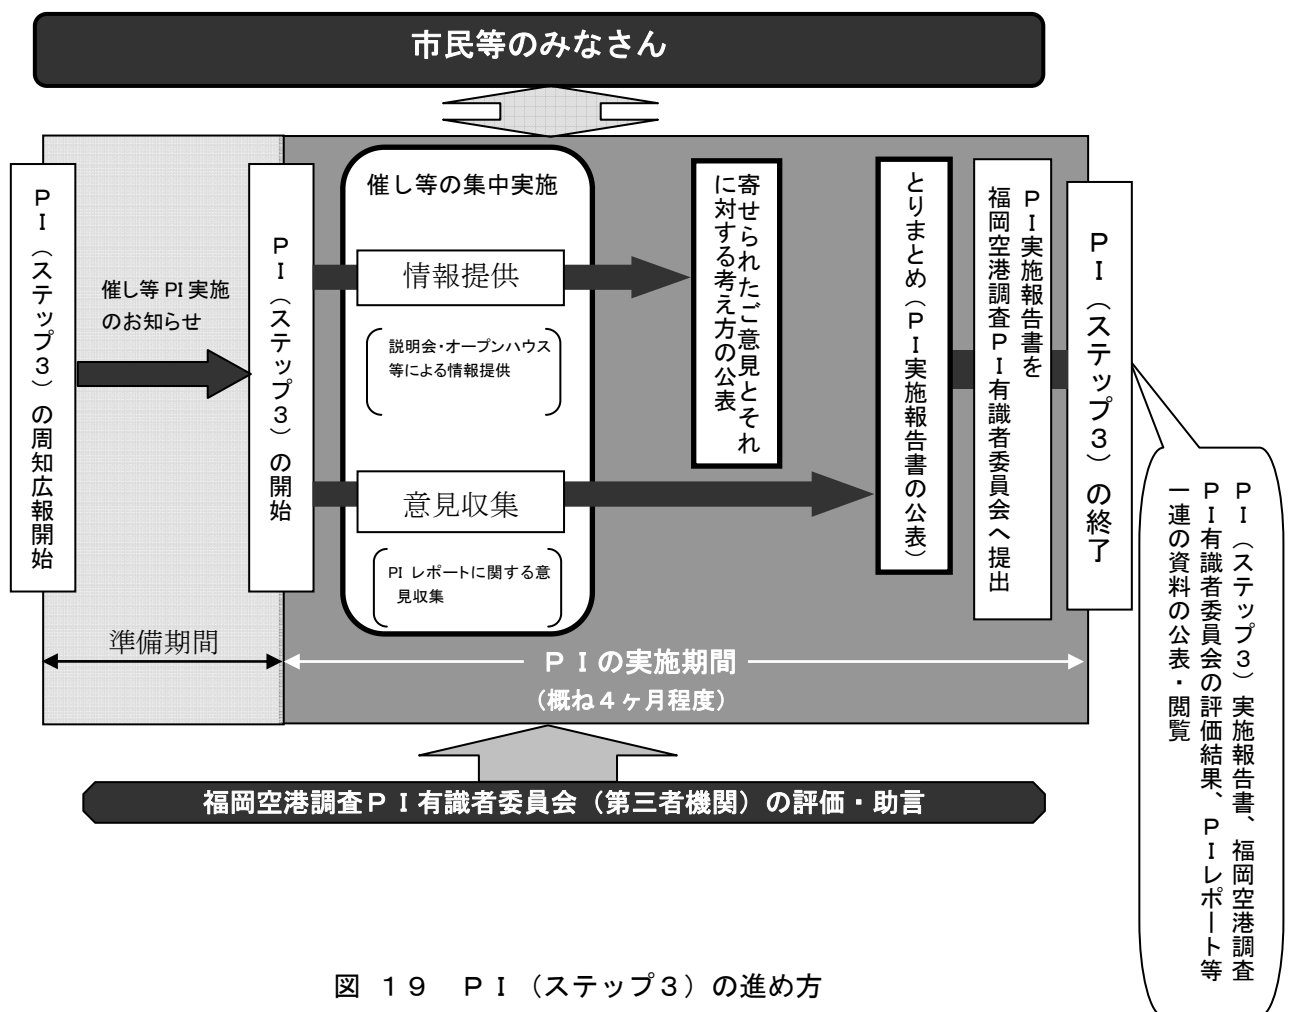 市民等のみなさん
PI（ステップ3）の周知広報開始
催し等 PI 実施
のお知らせ
PI（ステップ3）の開始
催し等の集中実施
情報提供
説明会・オープンハウス
等による情報提供
意見収集
PI レポートに関する意
見収集
寄せられたご意見とそれ
に対する考え方の公表
とりまとめ（PI実施報告書の公表）
PI実施報告書を
福岡空港調査PI有識者委員会へ提出
PI（ステップ3）の終了
PI（ステップ3）実施報告書、福岡空港調査
PI有識者委員会の評価結果、PIレポート等
一連の資料の公表・閲覧
準備期間
ＰＩの実施期間
（概ね４ヶ月程度）
福岡空港調査ＰＩ有識者委員会（第三者機関）の評価・助言
図 １９　ＰＩ（ステップ３）の進め方